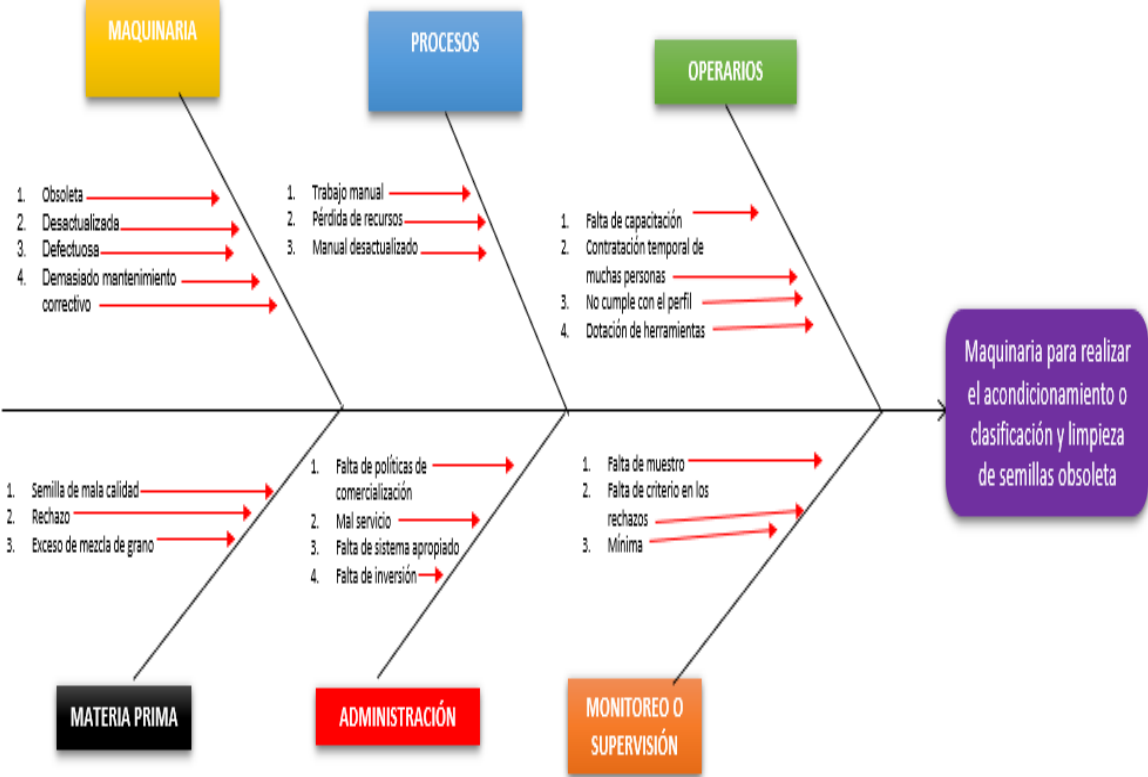 MAQUINARIA
PROCESOS
OPERARIOS
1. Obsoleta
2. Desactualizada
3. Defectuosa
4. Demasiado mantenimiento
correctivo
1. Trabajo manual
2. Pérdida de recursos
3. Manual desactualizado
1. Falta de capacitación
2. Contratación temporal de
muchas personas
3. No cumple con el perfil
4. Dotación de herramientas
Maquinaria para realizar
el acondicionamiento o
clasificación y limpieza
de semillas obsoleta
1. Semilla de mala calidad
2. Rechazo
3. Exceso de mezcla de grano
1. Falta de políticas de
comercialización
2. Mal servicio
3. Falta de sistema apropiado
4. Falta de inversión
1. Falta de muestro
2. Falta de criterio en los
rechazos
3. Mínima
MATERIA PRIMA
ADMINISTRACIÓN
MONITOREO O
SUPERVISIÓN